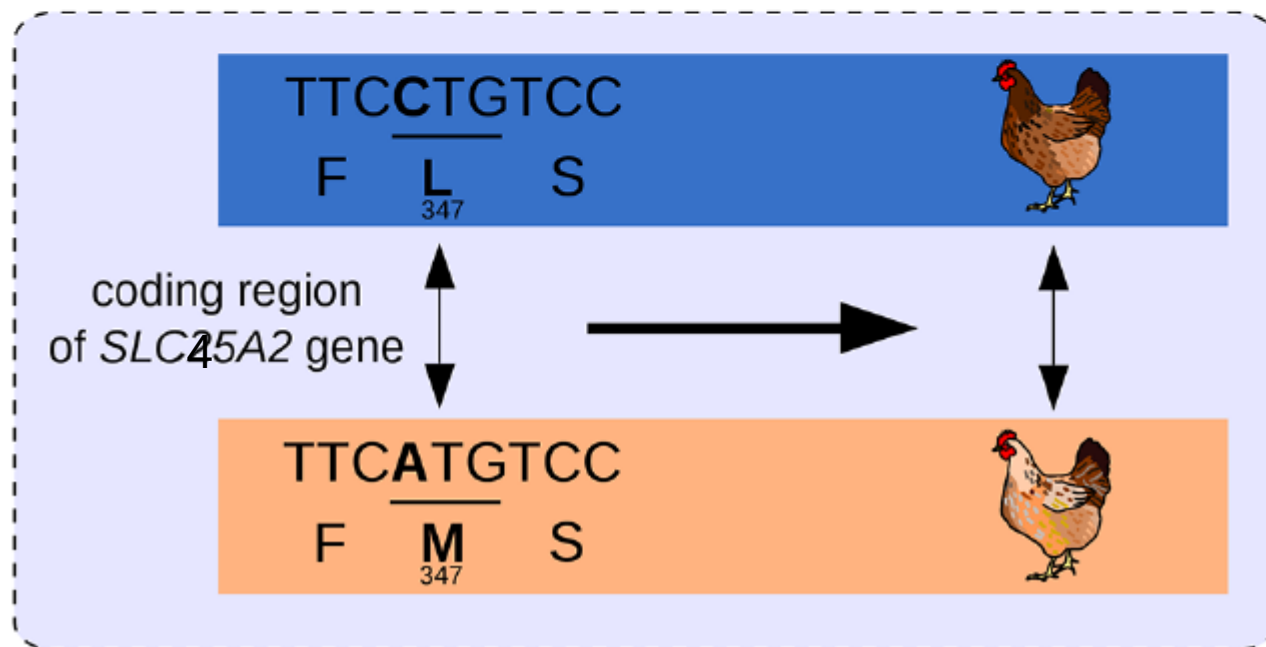 TTCCTGTCC
F L S
347
coding region
of SLC45A2 gene
TTCATGTCC
F M S
347